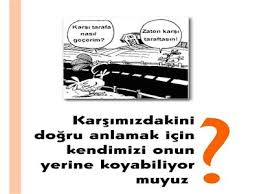 Karşı tarafa
nasıl
geçerim?
Zaten karşı
taraftasın!
Karşımızdakini
doğru anlamak için
kendimizi onun
yerine koyabiliyor
muyuz
?